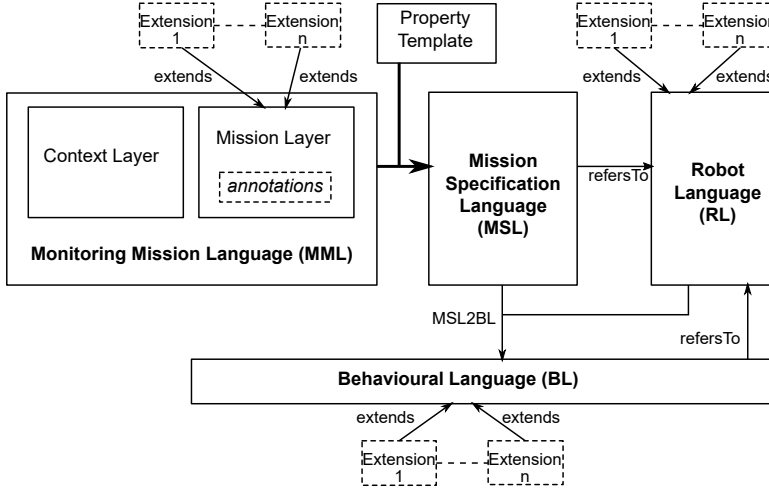 Extension
1
Extension
n
extends
extends
Property
Template
Extension
1
Extension
n
extends
extends
Context Layer
Mission Layer
annotations
Monitoring Mission Language (MML)
Mission
Specification
Language
(MSL)
refersTo
Robot
Language
(RL)
MSL2BL
refersTo
Behavioural Language (BL)
extends
extends
Extension
1
Extension
n